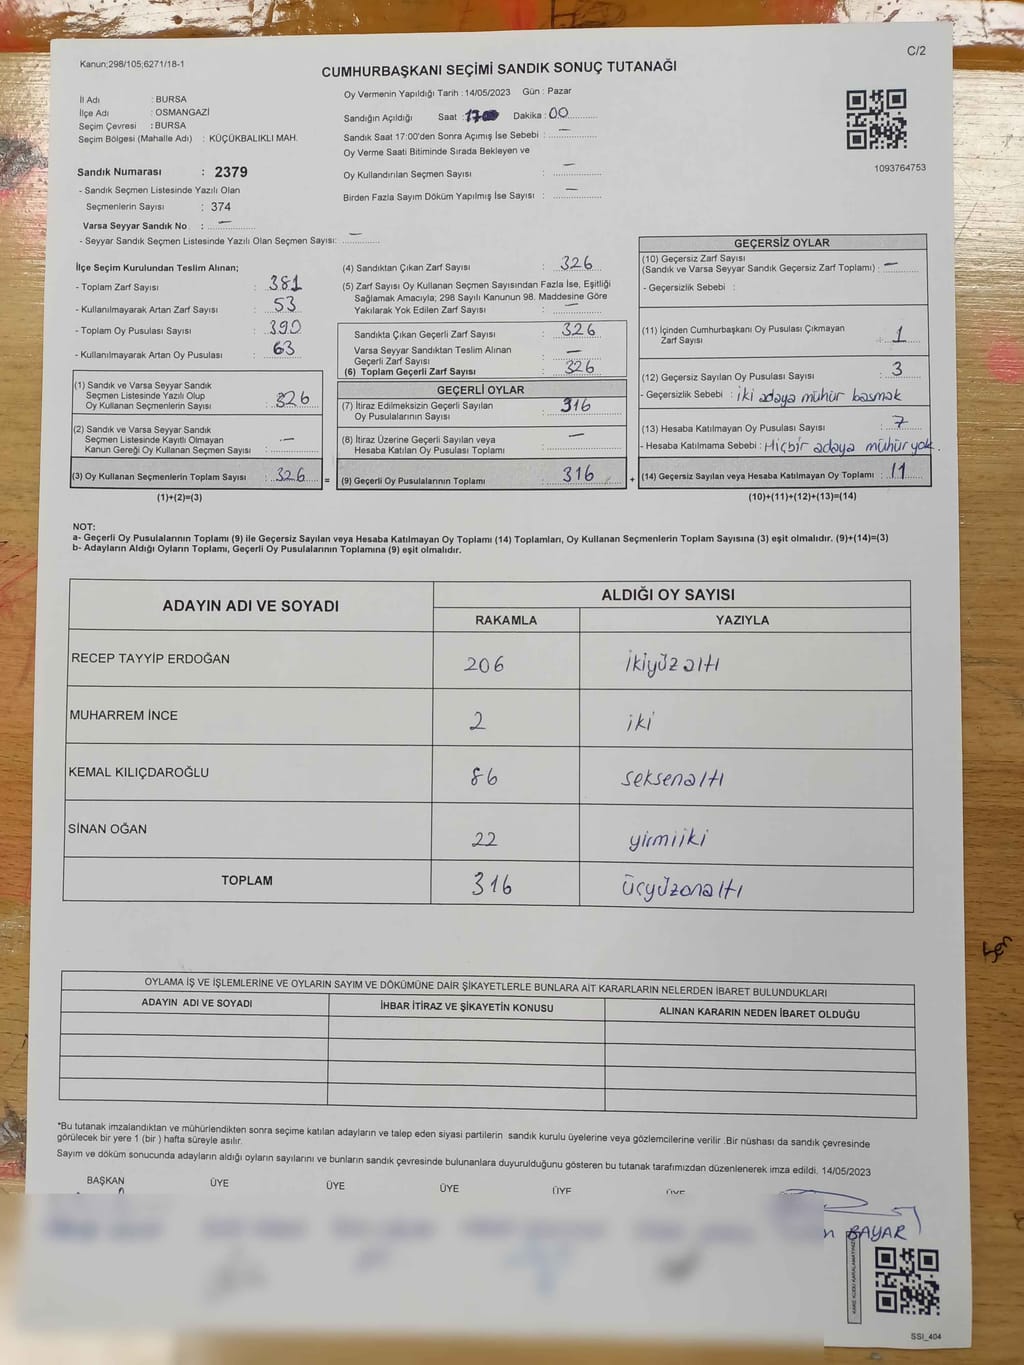 C/2
Kanun;298/105;6271/18-1
CUMHURBAŞKANI SEÇİMİ SANDIK SONUÇ TUTANAĞI
İl Adı : BURSA
İlçe Adı : OSMANGAZİ
Seçim Çevresi : BURSA
Seçim Bölgesi (Mahalle Adı) : KÜÇÜKBALIKLI MAH.
Sandık Numarası : 2379
- Sandık Seçmen Listesinde Yazılı Olan
Seçmenlerin Sayısı : 374
Varsa Seyyar Sandık No : —
- Seyyar Sandık Seçmen Listesinde Yazılı Olan Seçmen Sayısı: —
Oy Vermenin Yapıldığı Tarih : 14/05/2023 Gün : Pazar
Sandığın Açıldığı Saat : 17:00 Dakika : 00
Sandık Saat 17:00'den Sonra Açımış İse Sebebi : —
Oy Verme Saati Bitiminde Sırada Bekleyen ve
Oy Kullandırılan Seçmen Sayısı : —
Birden Fazla Sayım Döküm Yapılmış İse Sayısı : —
1093764753
İlçe Seçim Kurulundan Teslim Alınan;
- Toplam Zarf Sayısı : 381
- Kullanılmayarak Artan Zarf Sayısı : 53
- Toplam Oy Pusulası Sayısı : 390
- Kullanılmayarak Artan Oy Pusulası : 63
(1) Sandık ve Varsa Seyyar Sandık
Seçmen Listesinde Yazılı Olup
Oy Kullanan Seçmenlerin Sayısı : 326
(2) Sandık ve Varsa Seyyar Sandık
Seçmen Listesinde Kayıtlı Olmayan
Kanun Gereği Oy Kullanan Seçmen Sayısı : —
(3) Oy Kullanan Seçmenlerin Toplam Sayısı : 326
(1)+(2)=(3)
(4) Sandıktan Çıkan Zarf Sayısı : 326
(5) Zarf Sayısı Oy Kullanan Seçmen Sayısından Fazla İse, Eşitliği
Sağlamak Amacıyla; 298 Sayılı Kanunun 98. Maddesine Göre
Yakılarak Yok Edilen Zarf Sayısı : —
Sandıkta Çıkan Geçerli Zarf Sayısı : 326
Varsa Seyyar Sandıktan Teslim Alınan
Geçerli Zarf Sayısı : —
(6) Toplam Geçerli Zarf Sayısı : 326
GEÇERLİ OYLAR
(7) İtiraz Edilmeksizin Geçerli Sayılan
Oy Pusulasının Sayısı : 316
(8) İtiraz Üzerine Geçerli Sayılan veya
Hesaba Katılan Oy Pusulası Toplamı : —
= (9) Geçerli Oy Pusulalarının Toplamı : 316 +
GEÇERSİZ OYLAR
(10) Geçersiz Zarf Sayısı
(Sandık ve Varsa Seyyar Sandık Geçersiz Zarf Toplamı) : —
- Geçersizlik Sebebi :
(11) İçinden Cumhurbaşkanı Oy Pusulası Çıkmayan
Zarf Sayısı : 1
(12) Geçersiz Sayılan Oy Pusulası Sayısı : 3
- Geçersizlik Sebebi : iki adaya mühür basmak
(13) Hesaba Katılmayan Oy Pusulası Sayısı : 7
- Hesaba Katılmama Sebebi : Hiçbir adaya mühür yok.
(14) Geçersiz Sayılan veya Hesaba Katılmayan Oy Toplamı : 11
(10)+(11)+(12)+(13)=(14)
NOT:
a- Geçerli Oy Pusulalarının Toplamı (9) ile Geçersiz Sayılan veya Hesaba Katılmayan Oy Toplamı (14) Toplamları, Oy Kullanan Seçmenlerin Toplam Sayısına (3) eşit olmalıdır. (9)+(14)=(3)
b- Adayların Aldığı Oyların Toplamı, Geçerli Oy Pusulalarının Toplamına (9) eşit olmalıdır.
ADAYIN ADI VE SOYADI
ALDIĞI OY SAYISI
RAKAMLA YAZIYLA
RECEP TAYYİP ERDOĞAN 206 ikiyüzaltı
MUHARREM İNCE 2 iki
KEMAL KILIÇDAROĞLU 86 seksenaltı
SİNAN OĞAN 22 yirmiiki
TOPLAM 316 üçyüzonaltı
Şen
OYLAMA İŞ VE İŞLEMLERİNE VE OYLARIN SAYIM VE DÖKÜMÜNE DAİR ŞİKAYETLERLE BUNLARA AİT KARARLARIN NELERDEN İBARET BULUNDUKLARI
ADAYIN ADI VE SOYADI İHBAR İTİRAZ VE ŞİKAYETİN KONUSU ALINAN KARARIN NEDEN İBARET OLDUĞU
*Bu tutanak imzalandıktan ve mühürlendikten sonra seçime katılan adayların ve talep eden siyasi partilerin sandık kurulu üyelerine veya gözlemcilerine verilir .Bir nüshası da sandık çevresinde
görülecek bir yere 1 (bir ) hafta süreyle asılır.
Sayım ve döküm sonucunda adayların aldığı oyların sayılarını ve bunların sandık çevresinde bulunanlara duyurulduğunu gösteren bu tutanak tarafımızdan düzenlenerek imza edildi. 14/05/2023
BAŞKAN ÜYE ÜYE ÜYE ÜYE ÜYE
BAYAR
SSI_404